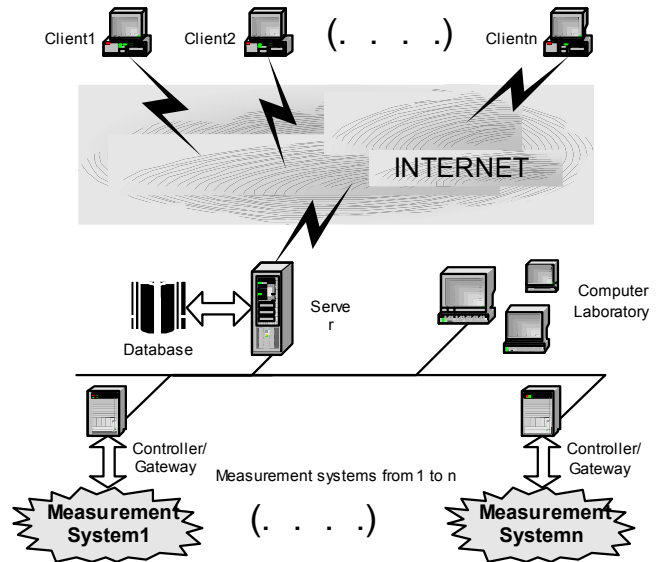 Client1
Client2
(. . . .)
Clientn
INTERNET
Serve
r
Database
Computer
Laboratory
Controller/
Gateway
Controller/
Gateway
Measurement systems from 1 to n
Measurement
System1
(. . . .)
Measurement
Systemn